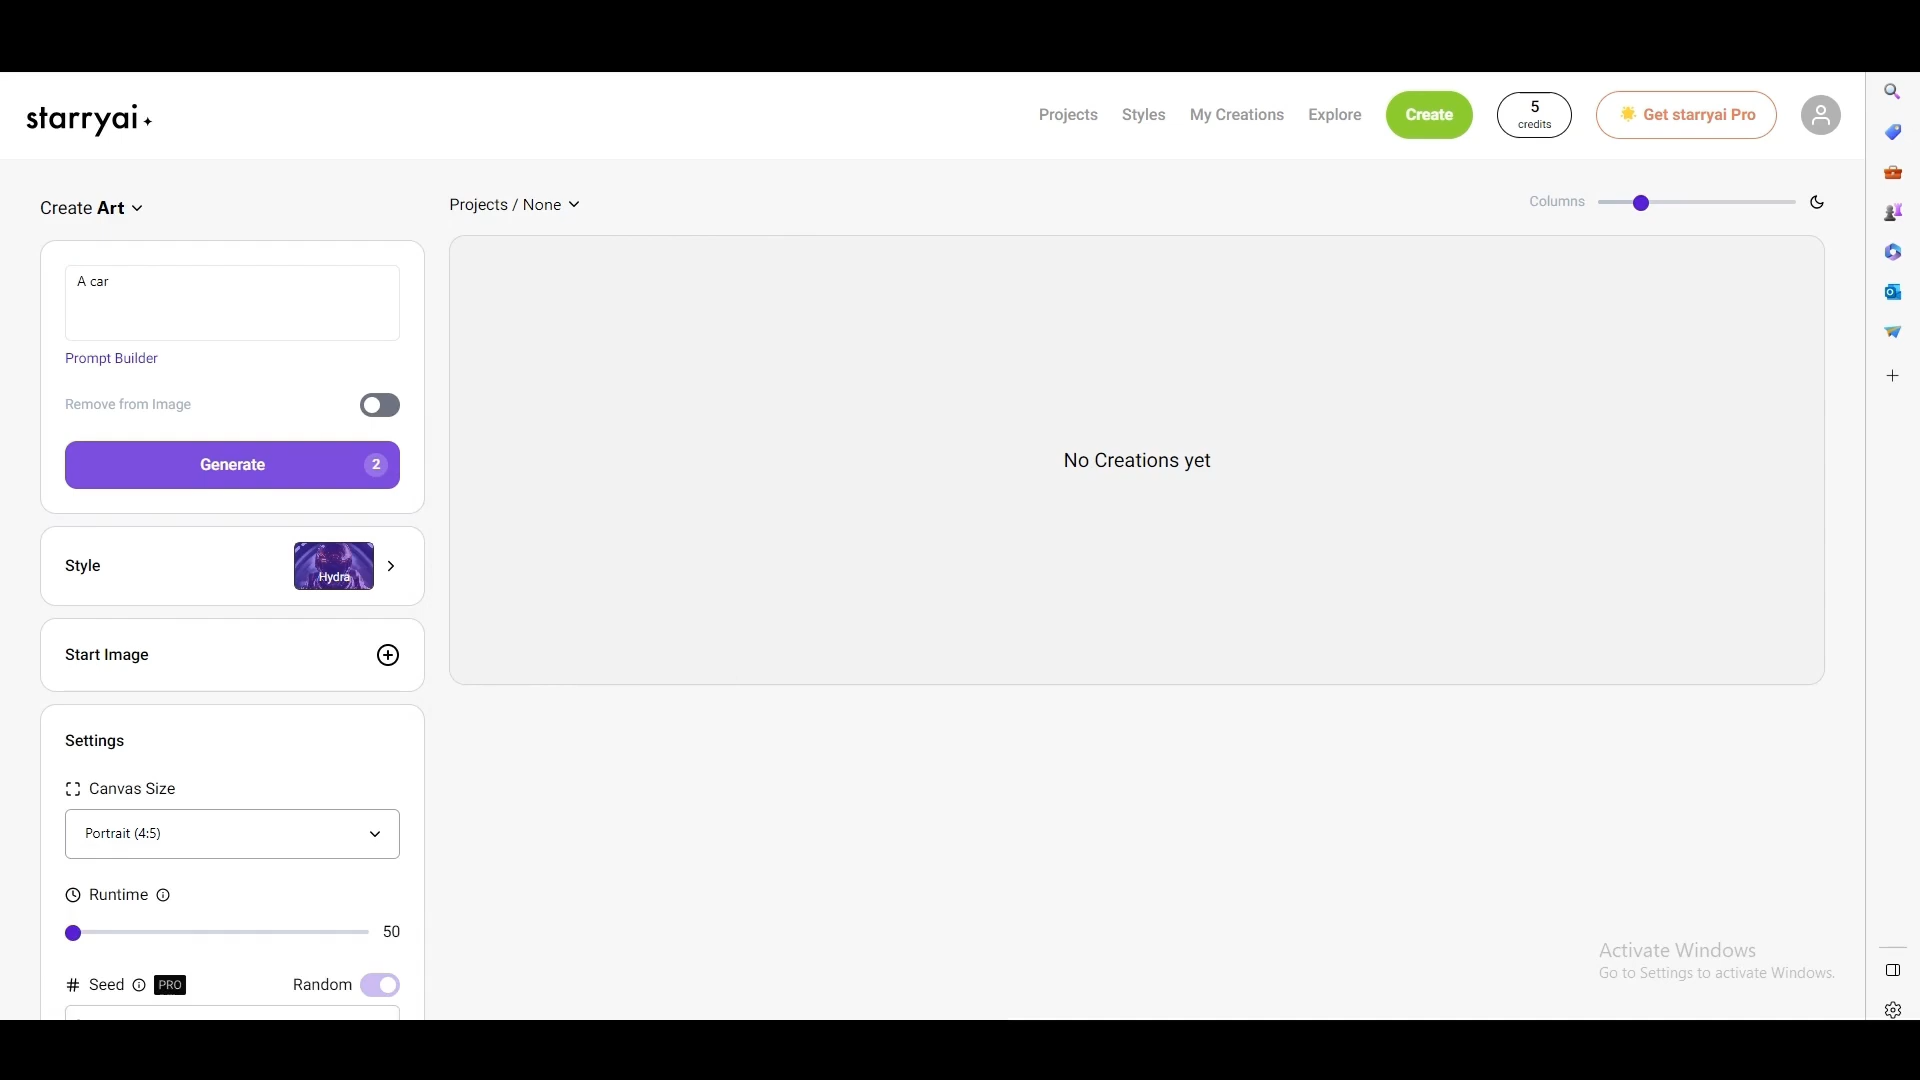 starryai
Projects
Styles
My Creations
Explore
Create
5
credits
Get starryai Pro
Create Art
Projects / None
Columns
A car
Prompt Builder
Remove from Image
Generate
2
No Creations yet
Style
Hydra
Start Image
Settings
Canvas Size
Portrait (4:5)
Runtime
50
# Seed
PRO
Random
Activate Windows
Go to Settings to activate Windows.